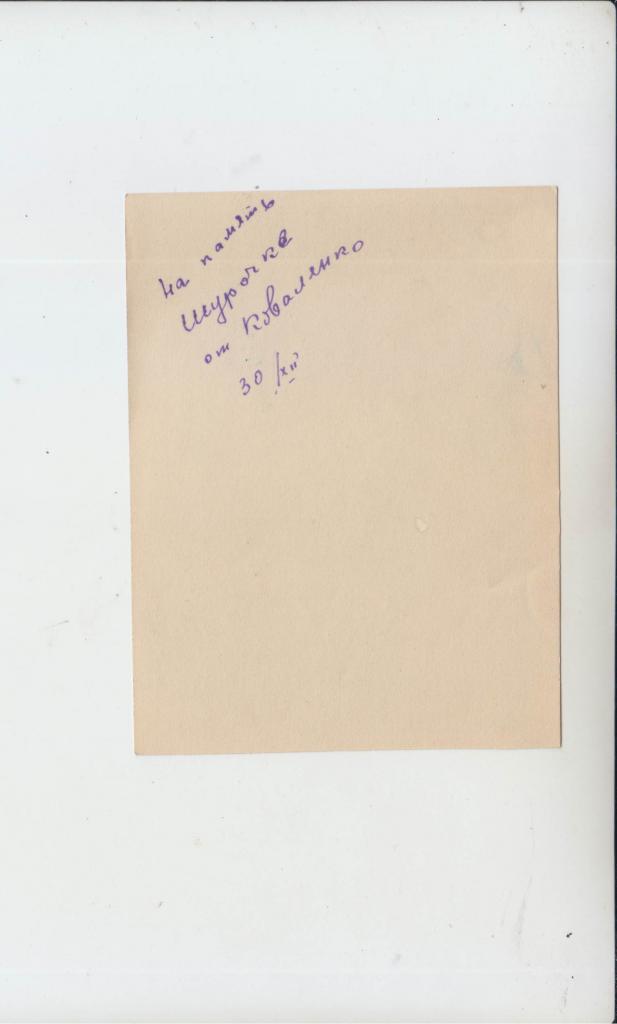 На память
Шурочке
от Коваленко
30/XII